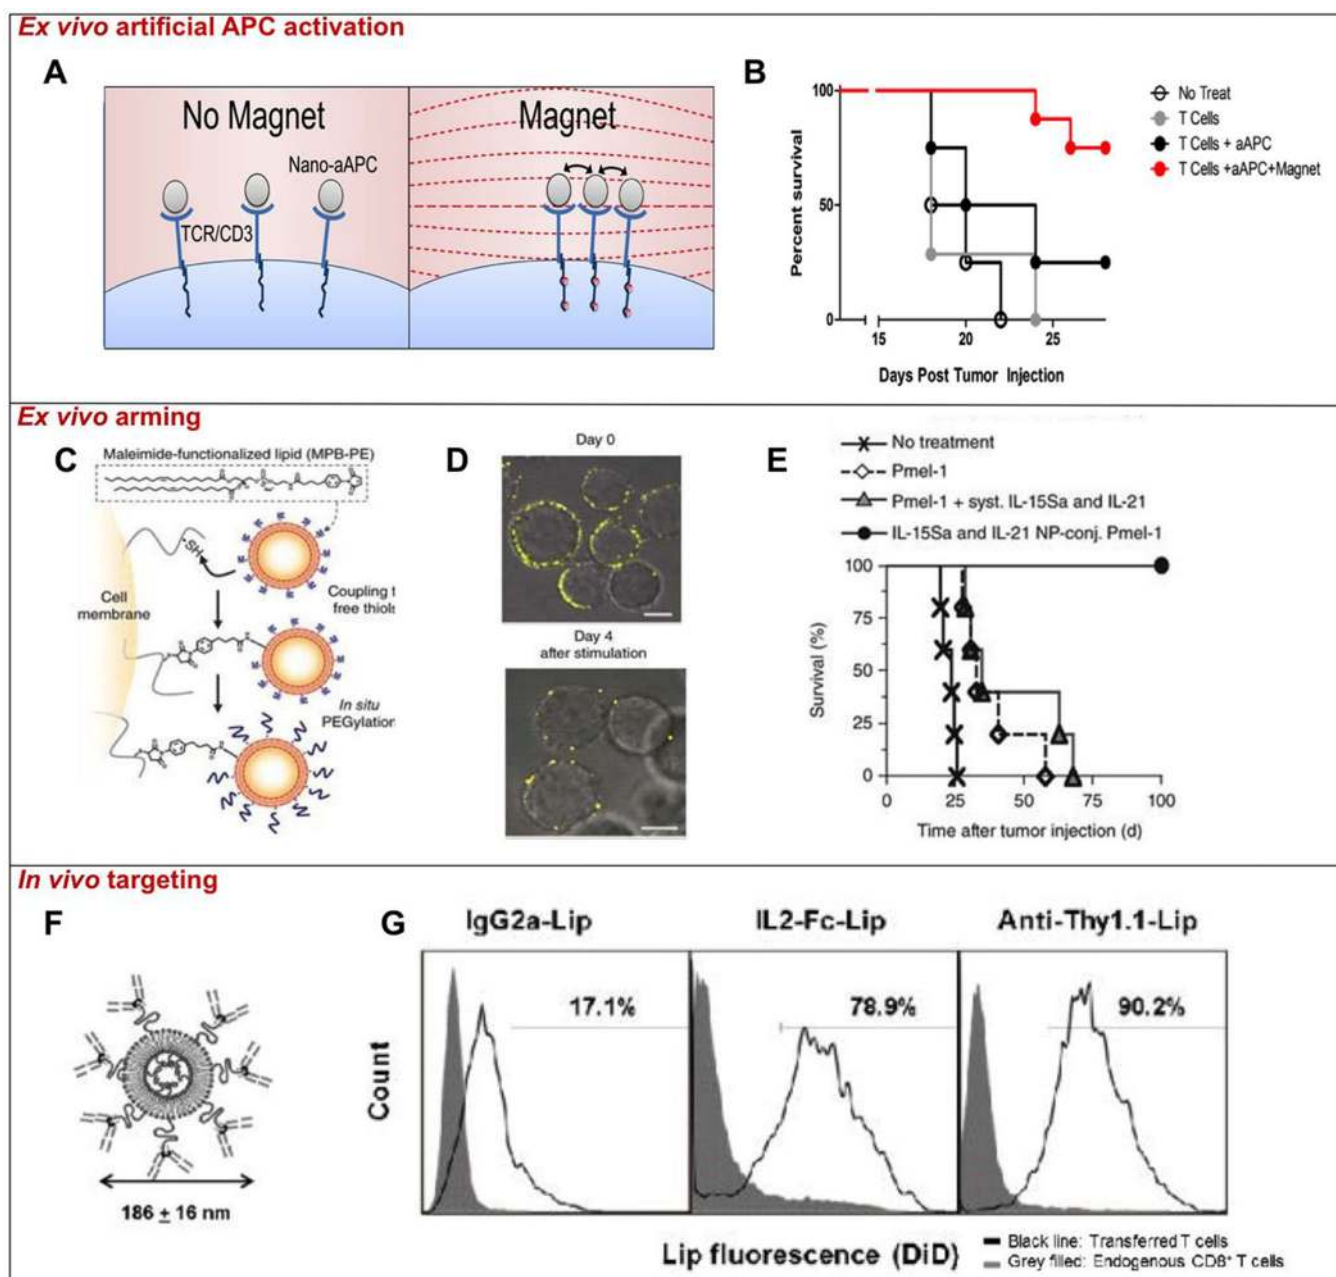 Ex vivo artificial APC activation
A
No Magnet
Magnet
Nano-aAPC
TCR/CD3
B
No Treat
T Cells
T Cells + aAPC
T Cells +aAPC+Magnet
Percent survival
100
50
0
15
20
25
Days Post Tumor Injection
Ex vivo arming
C
Maleimide-functionalized lipid (MPB-PE)
SH
Cell
membrane
Coupling t
free thiols
In situ
PEGylation
D
Day 0
Day 4
after stimulation
E
No treatment
Pmel-1
Pmel-1 + syst. IL-15Sa and IL-21
IL-15Sa and IL-21 NP-conj. Pmel-1
Survival (%)
100
75
50
25
0
0
25
50
75
100
Time after tumor injection (d)
In vivo targeting
F
186 ± 16 nm
G
IgG2a-Lip
IL2-Fc-Lip
Anti-Thy1.1-Lip
17.1%
78.9%
90.2%
Count
Lip fluorescence (DiD)
Black line: Transferred T cells
Grey filled: Endogenous CD8⁺ T cells